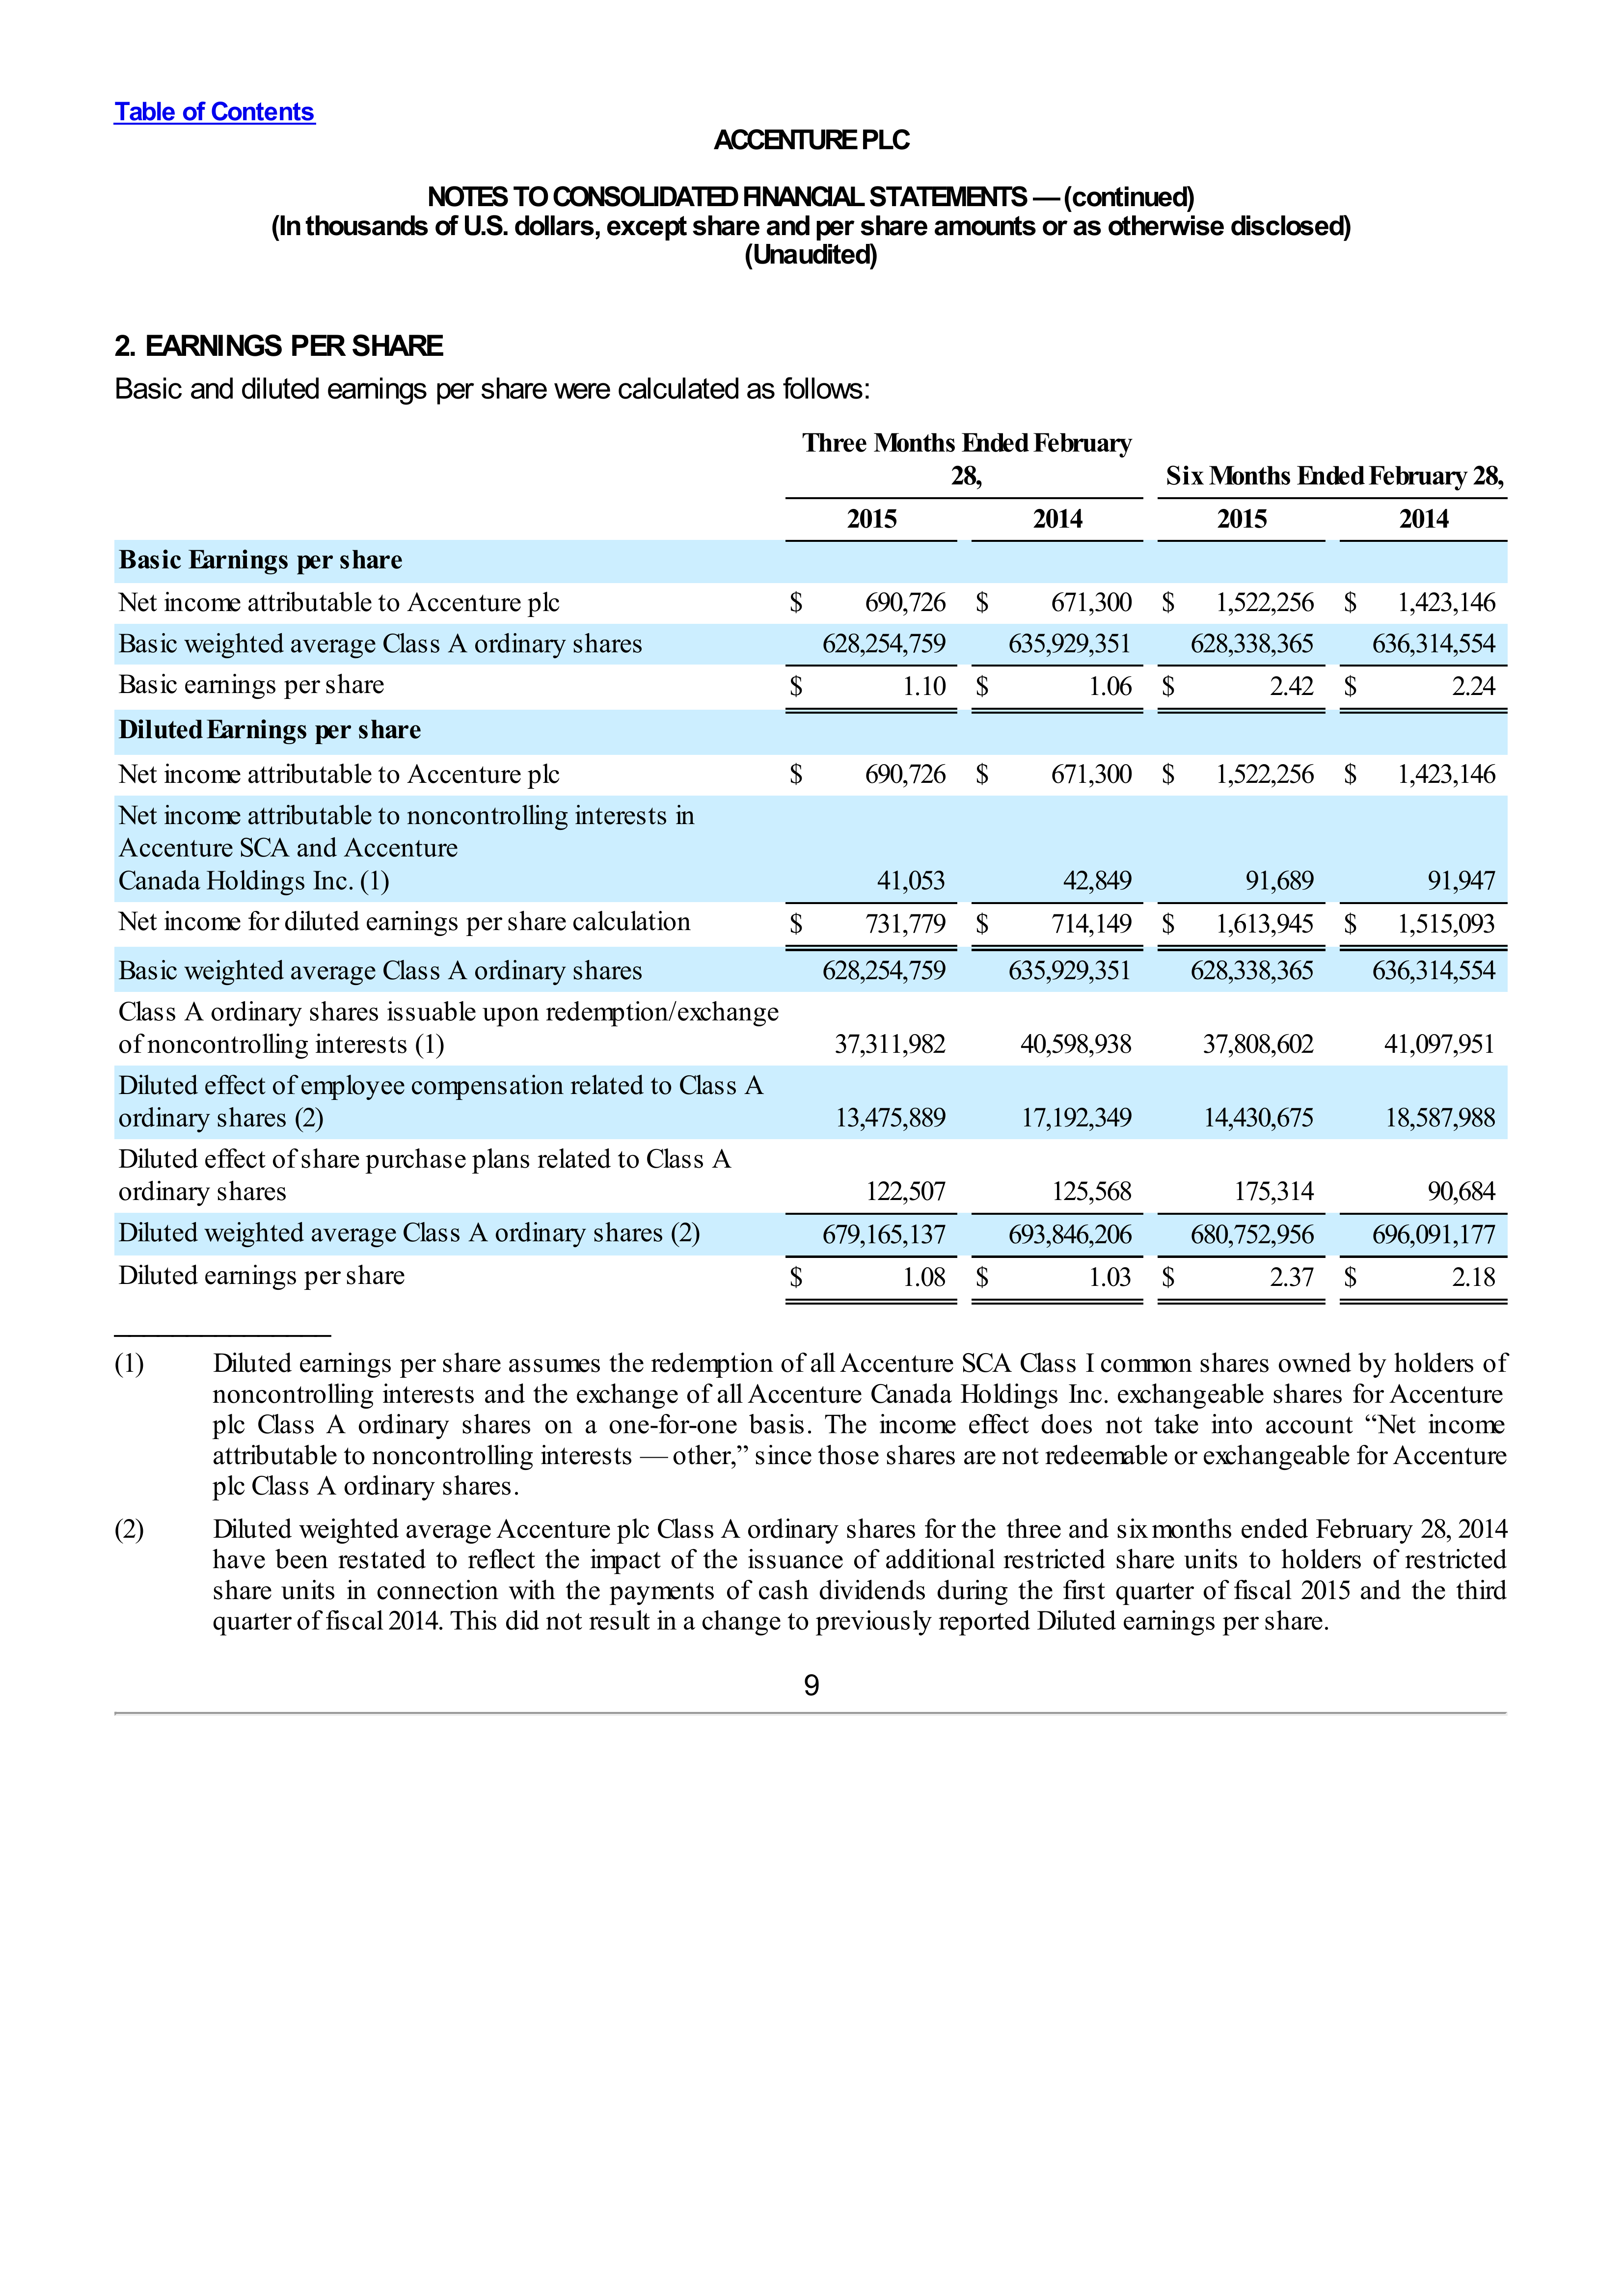 Table of Contents
ACCENTURE PLC
NOTES TO CONSOLIDATED FINANCIAL STATEMENTS — (continued)
(In thousands of U.S. dollars, except share and per share amounts or as otherwise disclosed)
(Unaudited)
2. EARNINGS PER SHARE
Basic and diluted earnings per share were calculated as follows:
Three Months Ended February
28, Six Months Ended February 28,
2015 2014 2015 2014
Basic Earnings per share
Net income attributable to Accenture plc $ 690,726 $ 671,300 $ 1,522,256 $ 1,423,146
Basic weighted average Class A ordinary shares 628,254,759 635,929,351 628,338,365 636,314,554
Basic earnings per share $ 1.10 $ 1.06 $ 2.42 $ 2.24
Diluted Earnings per share
Net income attributable to Accenture plc $ 690,726 $ 671,300 $ 1,522,256 $ 1,423,146
Net income attributable to noncontrolling interests in
Accenture SCA and Accenture
Canada Holdings Inc. (1) 41,053 42,849 91,689 91,947
Net income for diluted earnings per share calculation $ 731,779 $ 714,149 $ 1,613,945 $ 1,515,093
Basic weighted average Class A ordinary shares 628,254,759 635,929,351 628,338,365 636,314,554
Class A ordinary shares issuable upon redemption/exchange
of noncontrolling interests (1) 37,311,982 40,598,938 37,808,602 41,097,951
Diluted effect of employee compensation related to Class A
ordinary shares (2) 13,475,889 17,192,349 14,430,675 18,587,988
Diluted effect of share purchase plans related to Class A
ordinary shares 122,507 125,568 175,314 90,684
Diluted weighted average Class A ordinary shares (2) 679,165,137 693,846,206 680,752,956 696,091,177
Diluted earnings per share $ 1.08 $ 1.03 $ 2.37 $ 2.18
(1) Diluted earnings per share assumes the redemption of all Accenture SCA Class I common shares owned by holders of
noncontrolling interests and the exchange of all Accenture Canada Holdings Inc. exchangeable shares for Accenture
plc Class A ordinary shares on a one-for-one basis. The income effect does not take into account “Net income
attributable to noncontrolling interests — other,” since those shares are not redeemable or exchangeable for Accenture
plc Class A ordinary shares.
(2) Diluted weighted average Accenture plc Class A ordinary shares for the three and six months ended February 28, 2014
have been restated to reflect the impact of the issuance of additional restricted share units to holders of restricted
share units in connection with the payments of cash dividends during the first quarter of fiscal 2015 and the third
quarter of fiscal 2014. This did not result in a change to previously reported Diluted earnings per share.
9